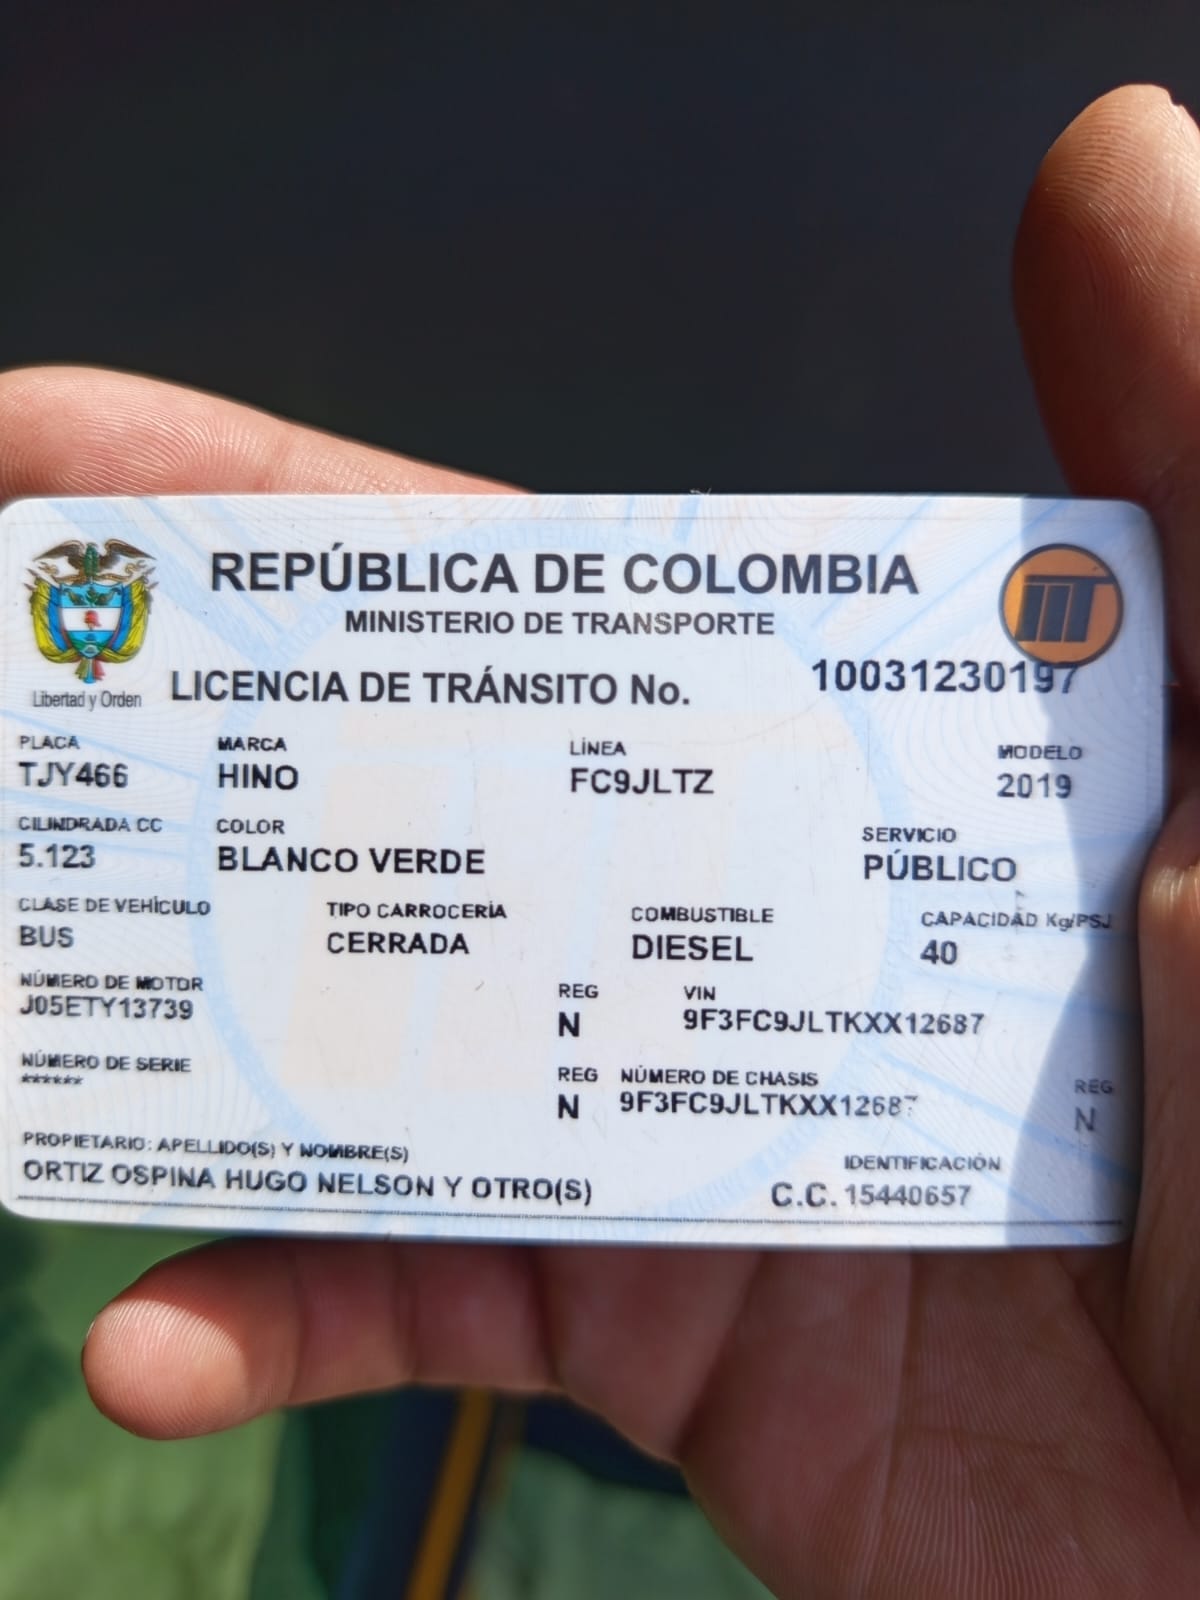 REPÚBLICA DE COLOMBIA
MINISTERIO DE TRANSPORTE
Libertad y Orden
LICENCIA DE TRÁNSITO No. 10031230197
PLACA MARCA LÍNEA MODELO
TJY466 HINO FC9JLTZ 2019
CILINDRADA CC COLOR SERVICIO
5.123 BLANCO VERDE PÚBLICO
CLASE DE VEHÍCULO TIPO CARROCERÍA COMBUSTIBLE CAPACIDAD Kg/PSJ
BUS CERRADA DIESEL 40
NÚMERO DE MOTOR REG VIN
J05ETY13739 N 9F3FC9JLTKXX12687
NÚMERO DE SERIE REG NÚMERO DE CHASIS REG
****** N 9F3FC9JLTKXX12687 N
PROPIETARIO: APELLIDO(S) Y NOMBRE(S) IDENTIFICACIÓN
ORTIZ OSPINA HUGO NELSON Y OTRO(S) C.C. 15440657